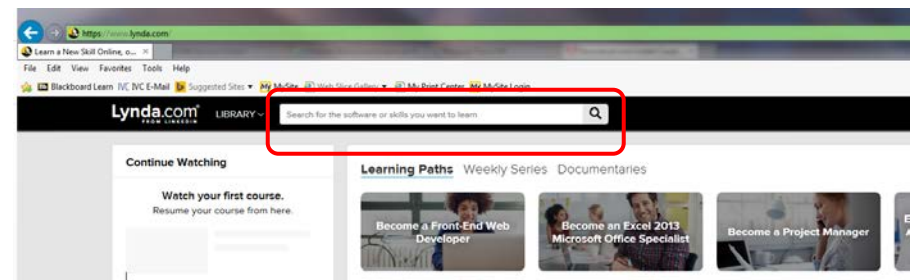 https://www.lynda.com/
Learn a New Skill Online, o... ×
File Edit View Favorites Tools Help
Blackboard Learn IVC IVC E-Mail Suggested Sites ▾ MySite Web Slice Gallery ▾ My Print Center MySite Login
Lynda.com LIBRARY Search for the software or skills you want to learn
FROM LINKEDIN
Continue Watching
Learning Paths Weekly Series Documentaries
Watch your first course.
Resume your course from here.
Become a Front-End Web Developer
Become an Excel 2013 Microsoft Office Specialist
Become a Project Manager